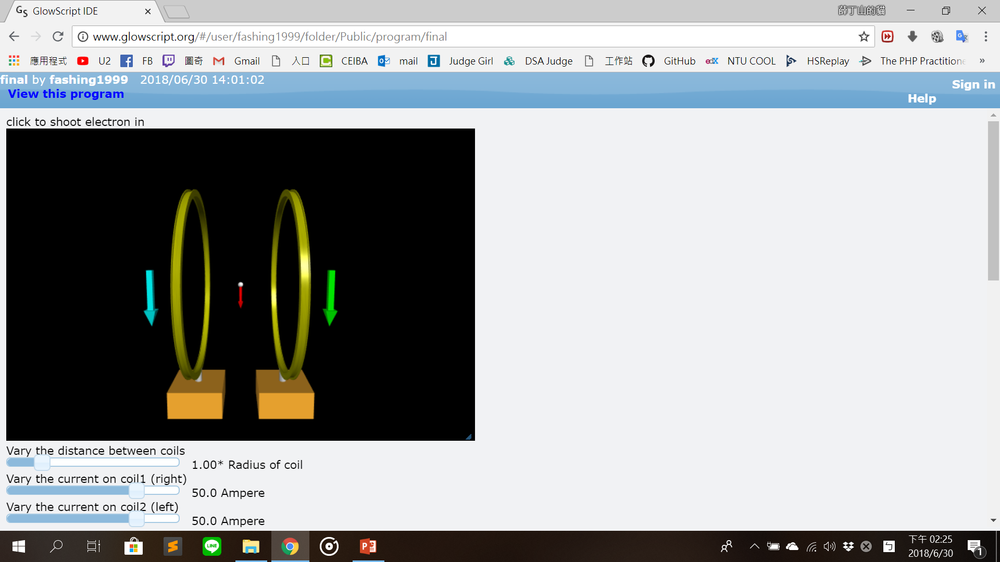 GS GlowScript IDE
薛丁山的貓
www.glowscript.org/#/user/fashing1999/folder/Public/program/final
應用程式 U2 FB 圖奇 Gmail 入口 CEIBA mail Judge Girl DSA Judge 工作站 GitHub edX NTU COOL HSReplay The PHP Practitione »
final by fashing1999 2018/06/30 14:01:02
Sign in
View this program
Help
click to shoot electron in
Vary the distance between coils
1.00* Radius of coil
Vary the current on coil1 (right)
50.0 Ampere
Vary the current on coil2 (left)
50.0 Ampere
LINE
下午 02:25
2018/6/30
ㄅ
1